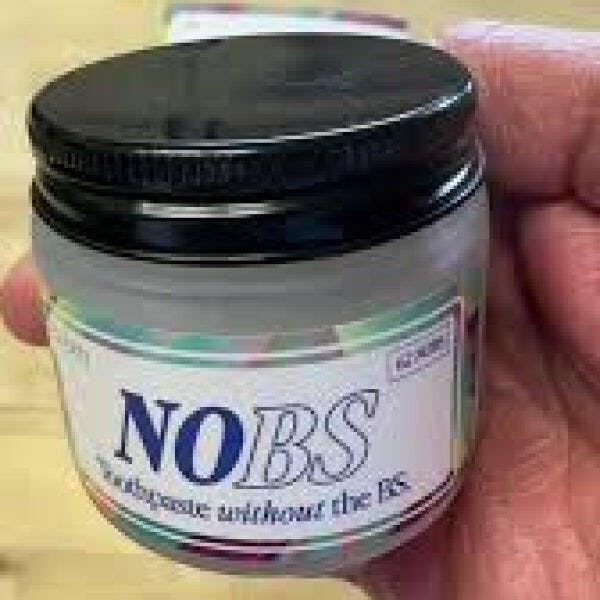 NOBS
toothpaste without the BS.